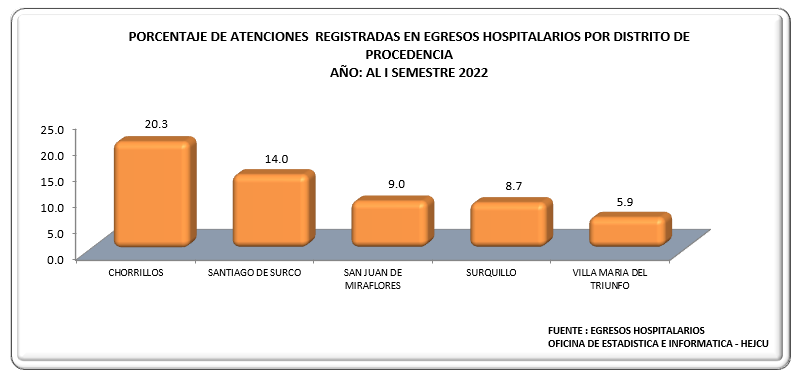 PORCENTAJE DE ATENCIONES REGISTRADAS EN EGRESOS HOSPITALARIOS POR DISTRITO DE
PROCEDENCIA
AÑO: AL I SEMESTRE 2022
25.0
20.0
15.0
10.0
5.0
0.0
20.3
14.0
9.0
8.7
5.9
CHORRILLOS
SANTIAGO DE SURCO
SAN JUAN DE
MIRAFLORES
SURQUILLO
VILLA MARIA DEL
TRIUNFO
FUENTE : EGRESOS HOSPITALARIOS
OFICINA DE ESTADISTICA E INFORMATICA - HEJCU